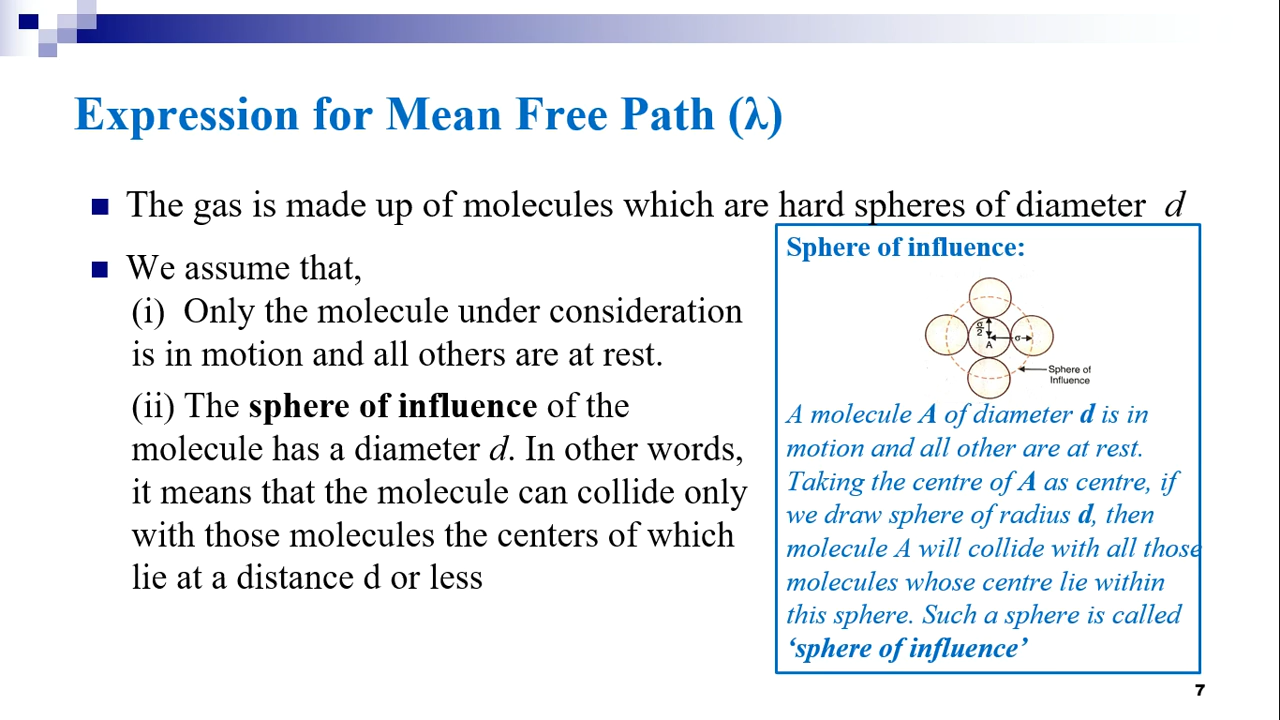 Expression for Mean Free Path (λ)
The gas is made up of molecules which are hard spheres of diameter d
We assume that,
(i) Only the molecule under consideration
is in motion and all others are at rest.
(ii) The sphere of influence of the
molecule has a diameter d. In other words,
it means that the molecule can collide only
with those molecules the centers of which
lie at a distance d or less
Sphere of influence:
A
σ
Sphere of
Influence
A molecule A of diameter d is in
motion and all other are at rest.
Taking the centre of A as centre, if
we draw sphere of radius d, then
molecule A will collide with all those
molecules whose centre lie within
this sphere. Such a sphere is called
‘sphere of influence’
7